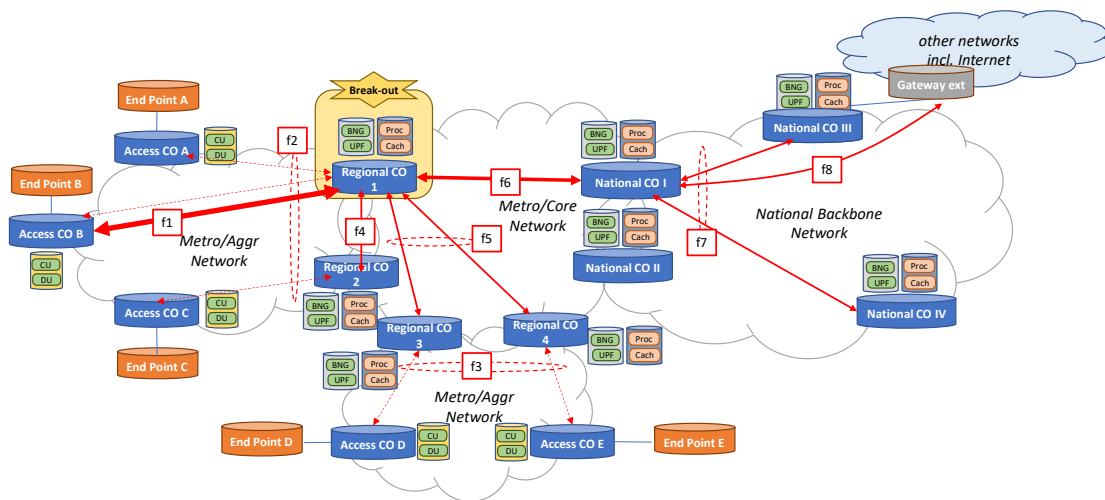 other networks
incl. Internet
Gateway ext
Break-out
End Point A
BNG
UPF
Proc
Cach
National CO III
Access CO A
CU
DU
f2
BNG
UPF
Proc
Cach
BNG
UPF
Proc
Cach
Regional CO
1
f6
National CO I
f8
End Point B
Access CO B
f1
Metro/Aggr
Network
CU
DU
f4
f5
Metro/Core
Network
BNG
UPF
Proc
Cach
National CO II
f7
National Backbone
Network
BNG
UPF
Proc
Cach
National CO IV
Regional CO
2
BNG
UPF
Proc
Cach
Access CO C
CU
DU
End Point C
Regional CO
3
BNG
UPF
Proc
Cach
Regional CO
4
BNG
UPF
Proc
Cach
f3
Metro/Aggr
Network
End Point D
Access CO D
CU
DU
CU
DU
Access CO E
End Point E